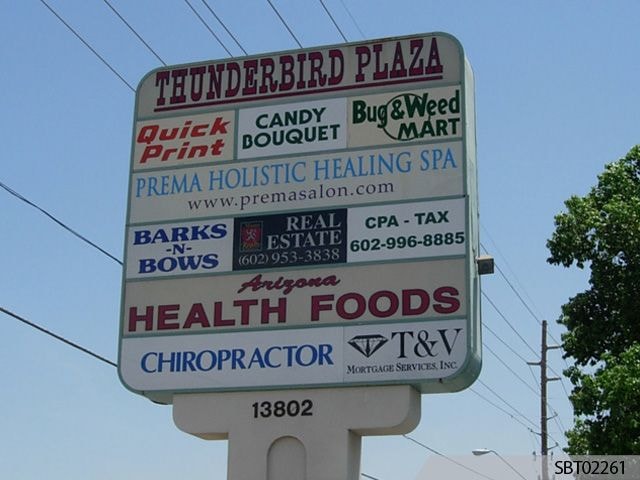 THUNDERBIRD PLAZA
Quick Print
CANDY BOUQUET
Bug & Weed MART
PREMA HOLISTIC HEALING SPA
www.premasalon.com
BARKS -N- BOWS
REAL ESTATE
(602) 953-3838
CPA - TAX
602-996-8885
Arizona
HEALTH FOODS
CHIROPRACTOR
T&V
MORTGAGE SERVICES, INC.
13802
SBT02261